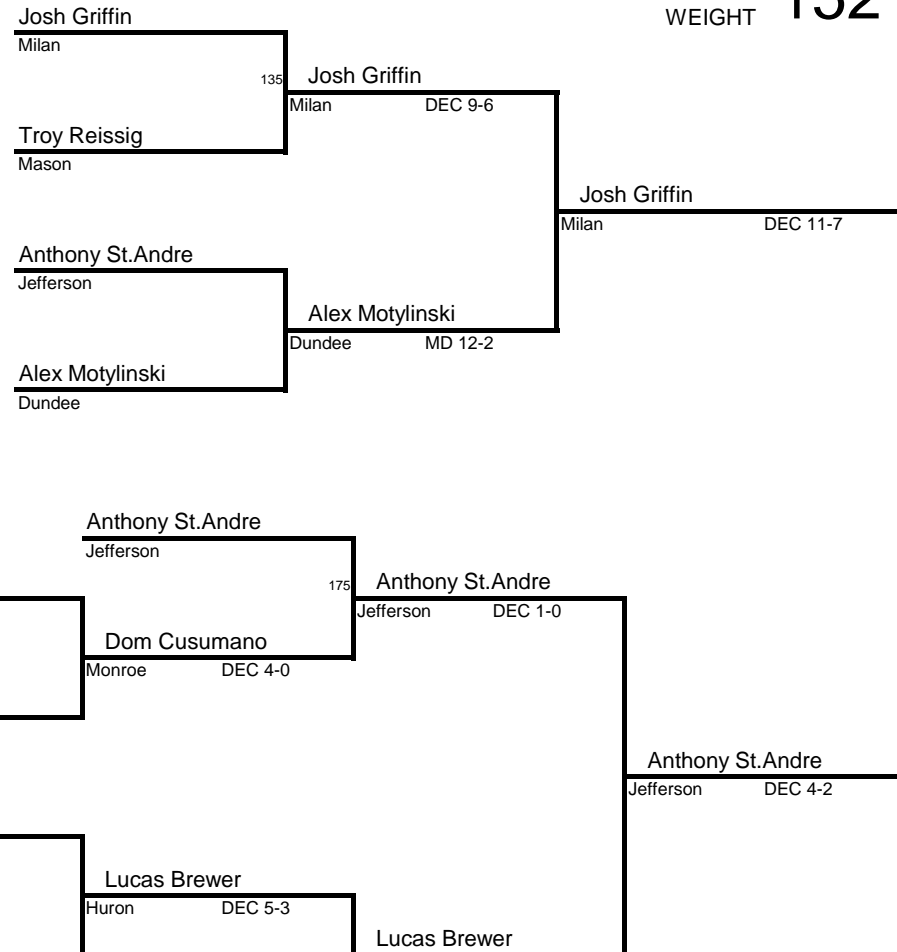 Josh Griffin
WEIGHT 152
Milan
135 Josh Griffin
Milan DEC 9-6
Troy Reissig
Mason
Josh Griffin
Milan DEC 11-7
Anthony St.Andre
Jefferson
Alex Motylinski
Dundee MD 12-2
Alex Motylinski
Dundee
Anthony St.Andre
Jefferson
175 Anthony St.Andre
Jefferson DEC 1-0
Dom Cusumano
Monroe DEC 4-0
Anthony St.Andre
Jefferson DEC 4-2
Lucas Brewer
Huron DEC 5-3
Lucas Brewer